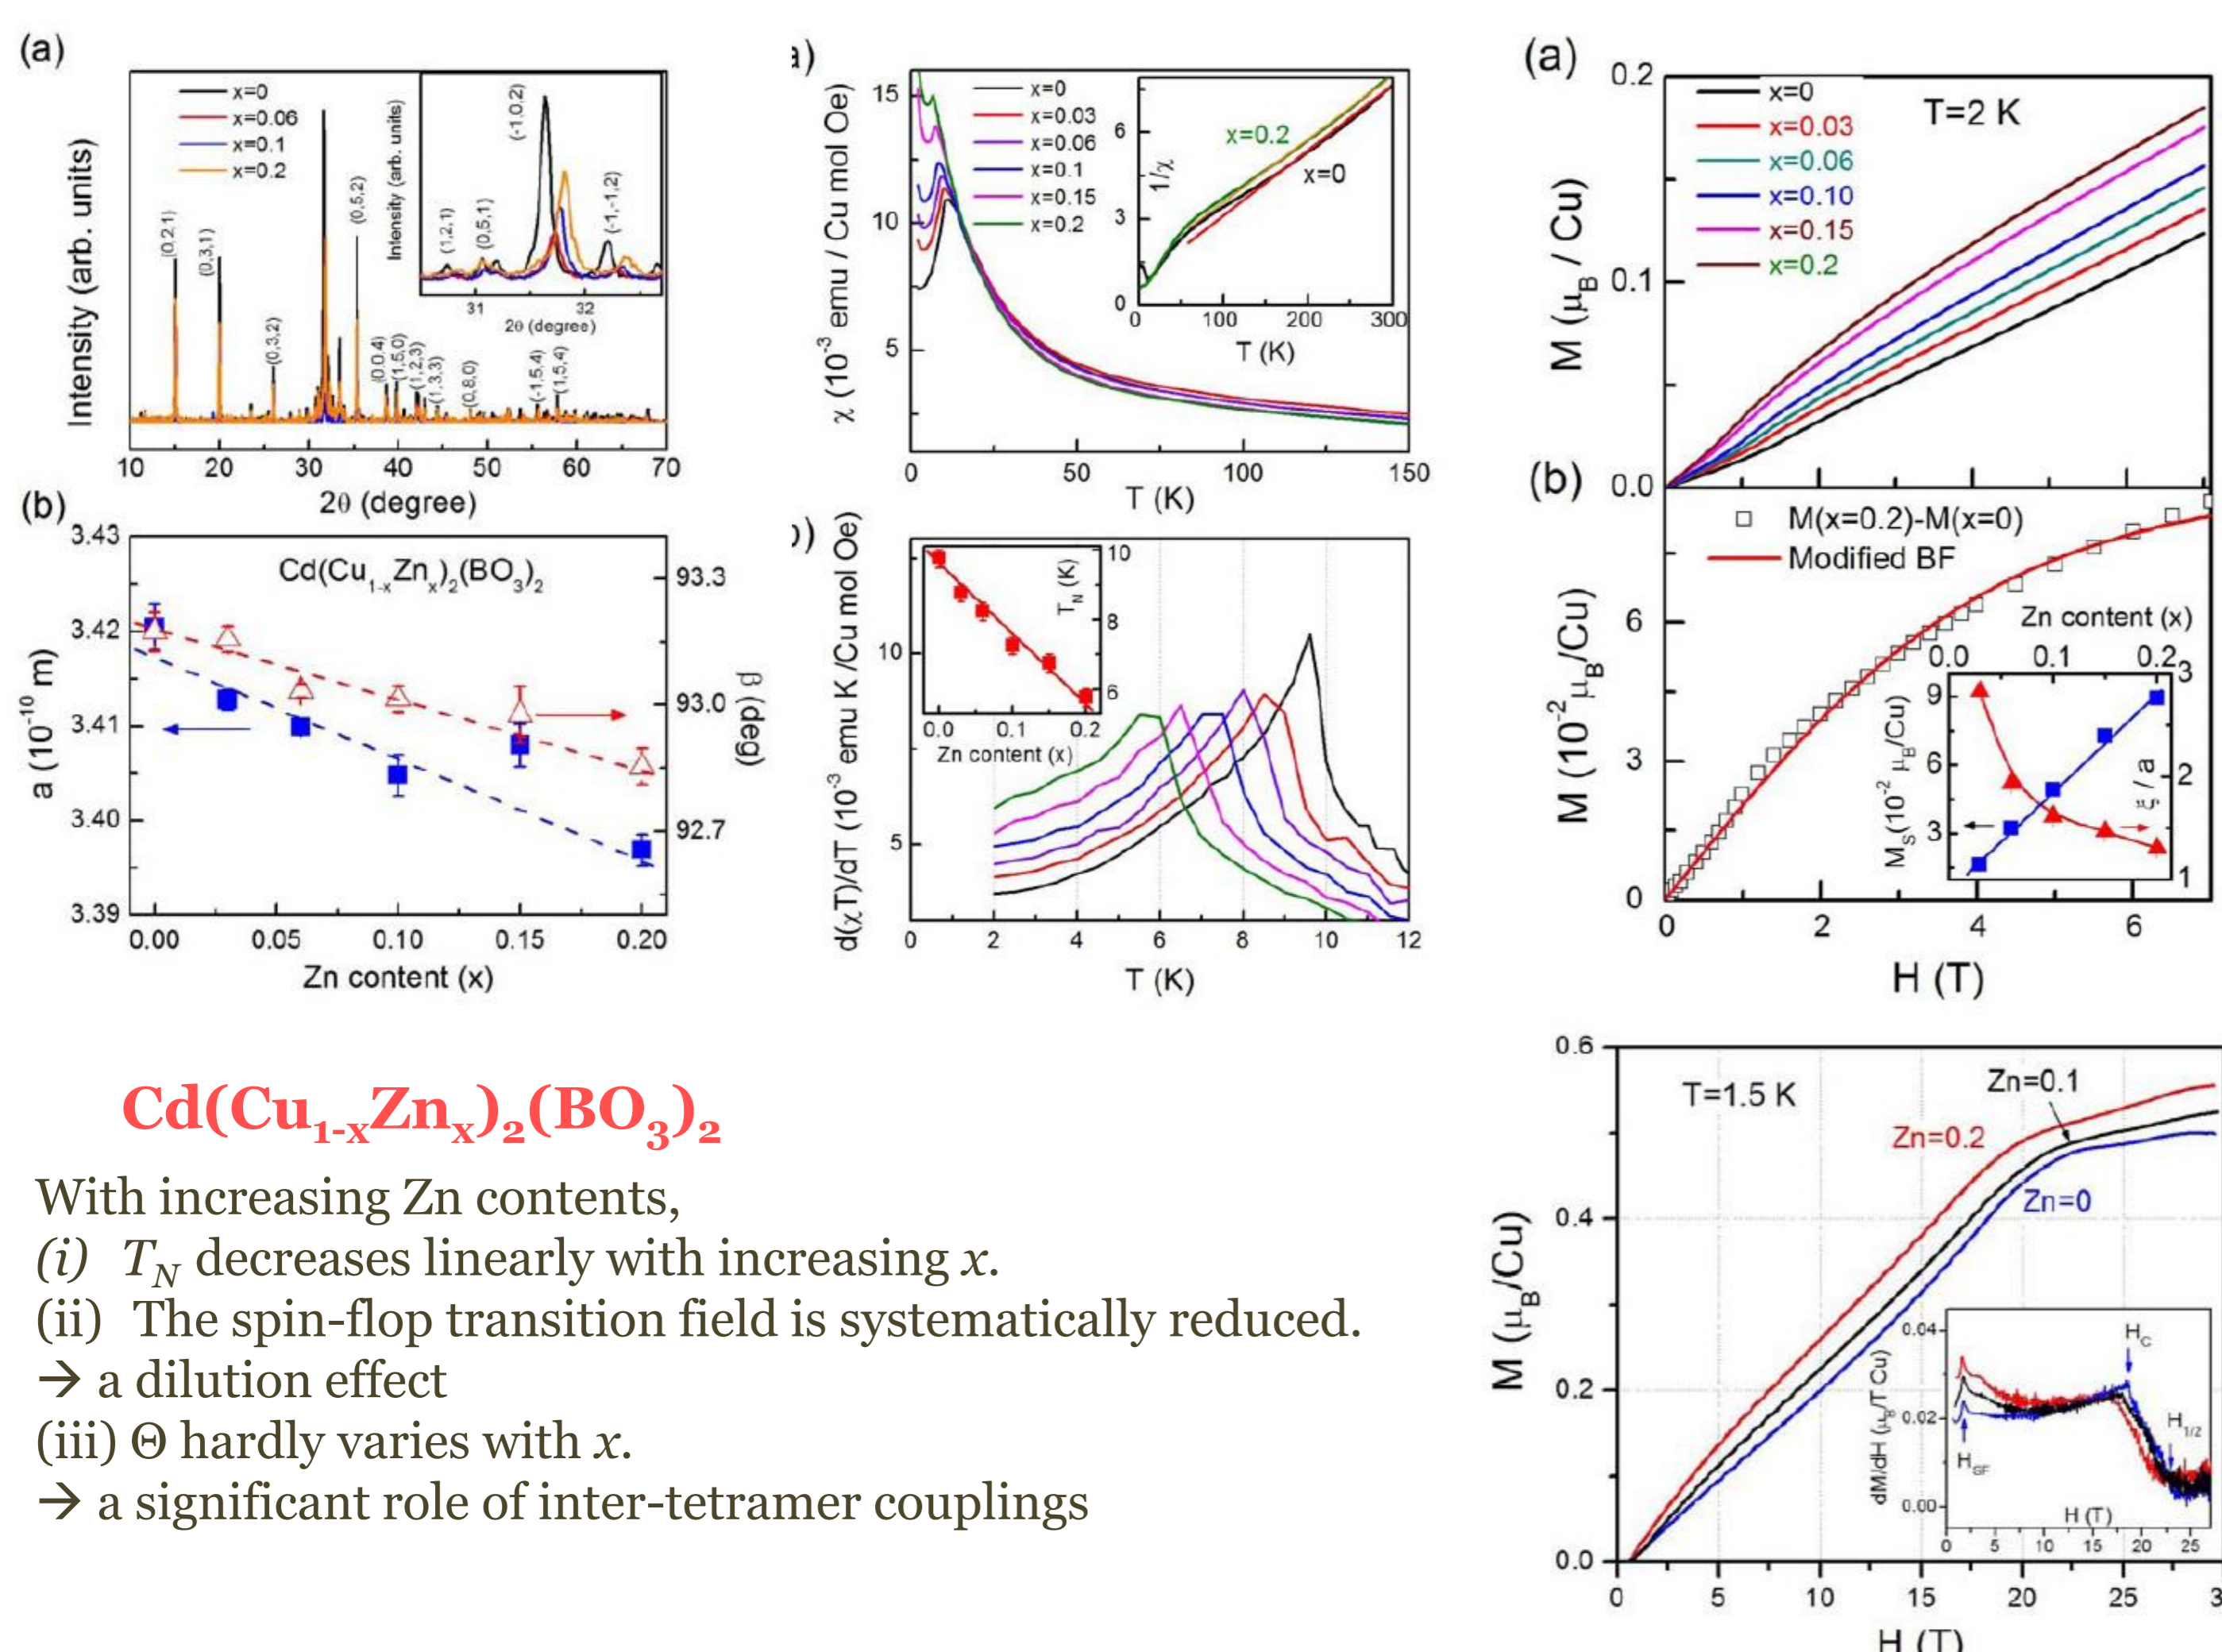 (a)
Intensity (arb. units)
x=0
x=0.06
x=0.1
x=0.2
(0,2,1)
(0,3,1)
(0,3,2)
(0,5,2)
(0,0,4)
(1,5,0)
(1,2,3)
(1,3,3)
(0,8,0)
(-1,5,4)
(1,5,4)
Intensity (arb. units)
(1,2,1)
(0,5,1)
(-1,0,2)
(-1,-1,2)
31 32
2θ (degree)
10 20 30 40 50 60 70
2θ (degree)
(b)
Cd(Cu1-xZnx)2(BO3)2
a (10-10 m)
3.43
3.42
3.41
3.40
3.39
β (deg)
93.3
93.0
92.7
0.00 0.05 0.10 0.15 0.20
Zn content (x)
a)
χ (10-3 emu / Cu mol Oe)
15
10
5
x=0
x=0.03
x=0.06
x=0.1
x=0.15
x=0.2
1/χ
6
3
0
x=0.2
x=0
0 100 200 300
T (K)
0 50 100 150
T (K)
b)
d(χT)/dT (10-3 emu K /Cu mol Oe)
10
5
TN (K)
10
8
6
0.0 0.1 0.2
Zn content (x)
0 2 4 6 8 10 12
T (K)
(a)
M (μB / Cu)
0.2
0.1
0.0
x=0
x=0.03
x=0.06
x=0.10
x=0.15
x=0.2
T=2 K
(b)
M (10-2 μB/Cu)
6
3
0
M(x=0.2)-M(x=0)
Modified BF
Zn content (x)
0.0 0.1 0.2
MS(10-2 μB/Cu)
9
6
3
ξ / a
3
2
1
0 2 4 6
H (T)
Cd(Cu1-xZnx)2(BO3)2
With increasing Zn contents,
(i) TN decreases linearly with increasing x.
(ii) The spin-flop transition field is systematically reduced.
→ a dilution effect
(iii) Θ hardly varies with x.
→ a significant role of inter-tetramer couplings
M (μB/Cu)
0.6
0.4
0.2
0.0
T=1.5 K
Zn=0.1
Zn=0.2
Zn=0
dM/dH (μB/T Cu)
0.04
0.02
0.00
HC
H1/2
HSF
H (T)
0 5 10 15 20 25
0 5 10 15 20 25 3
H (T)